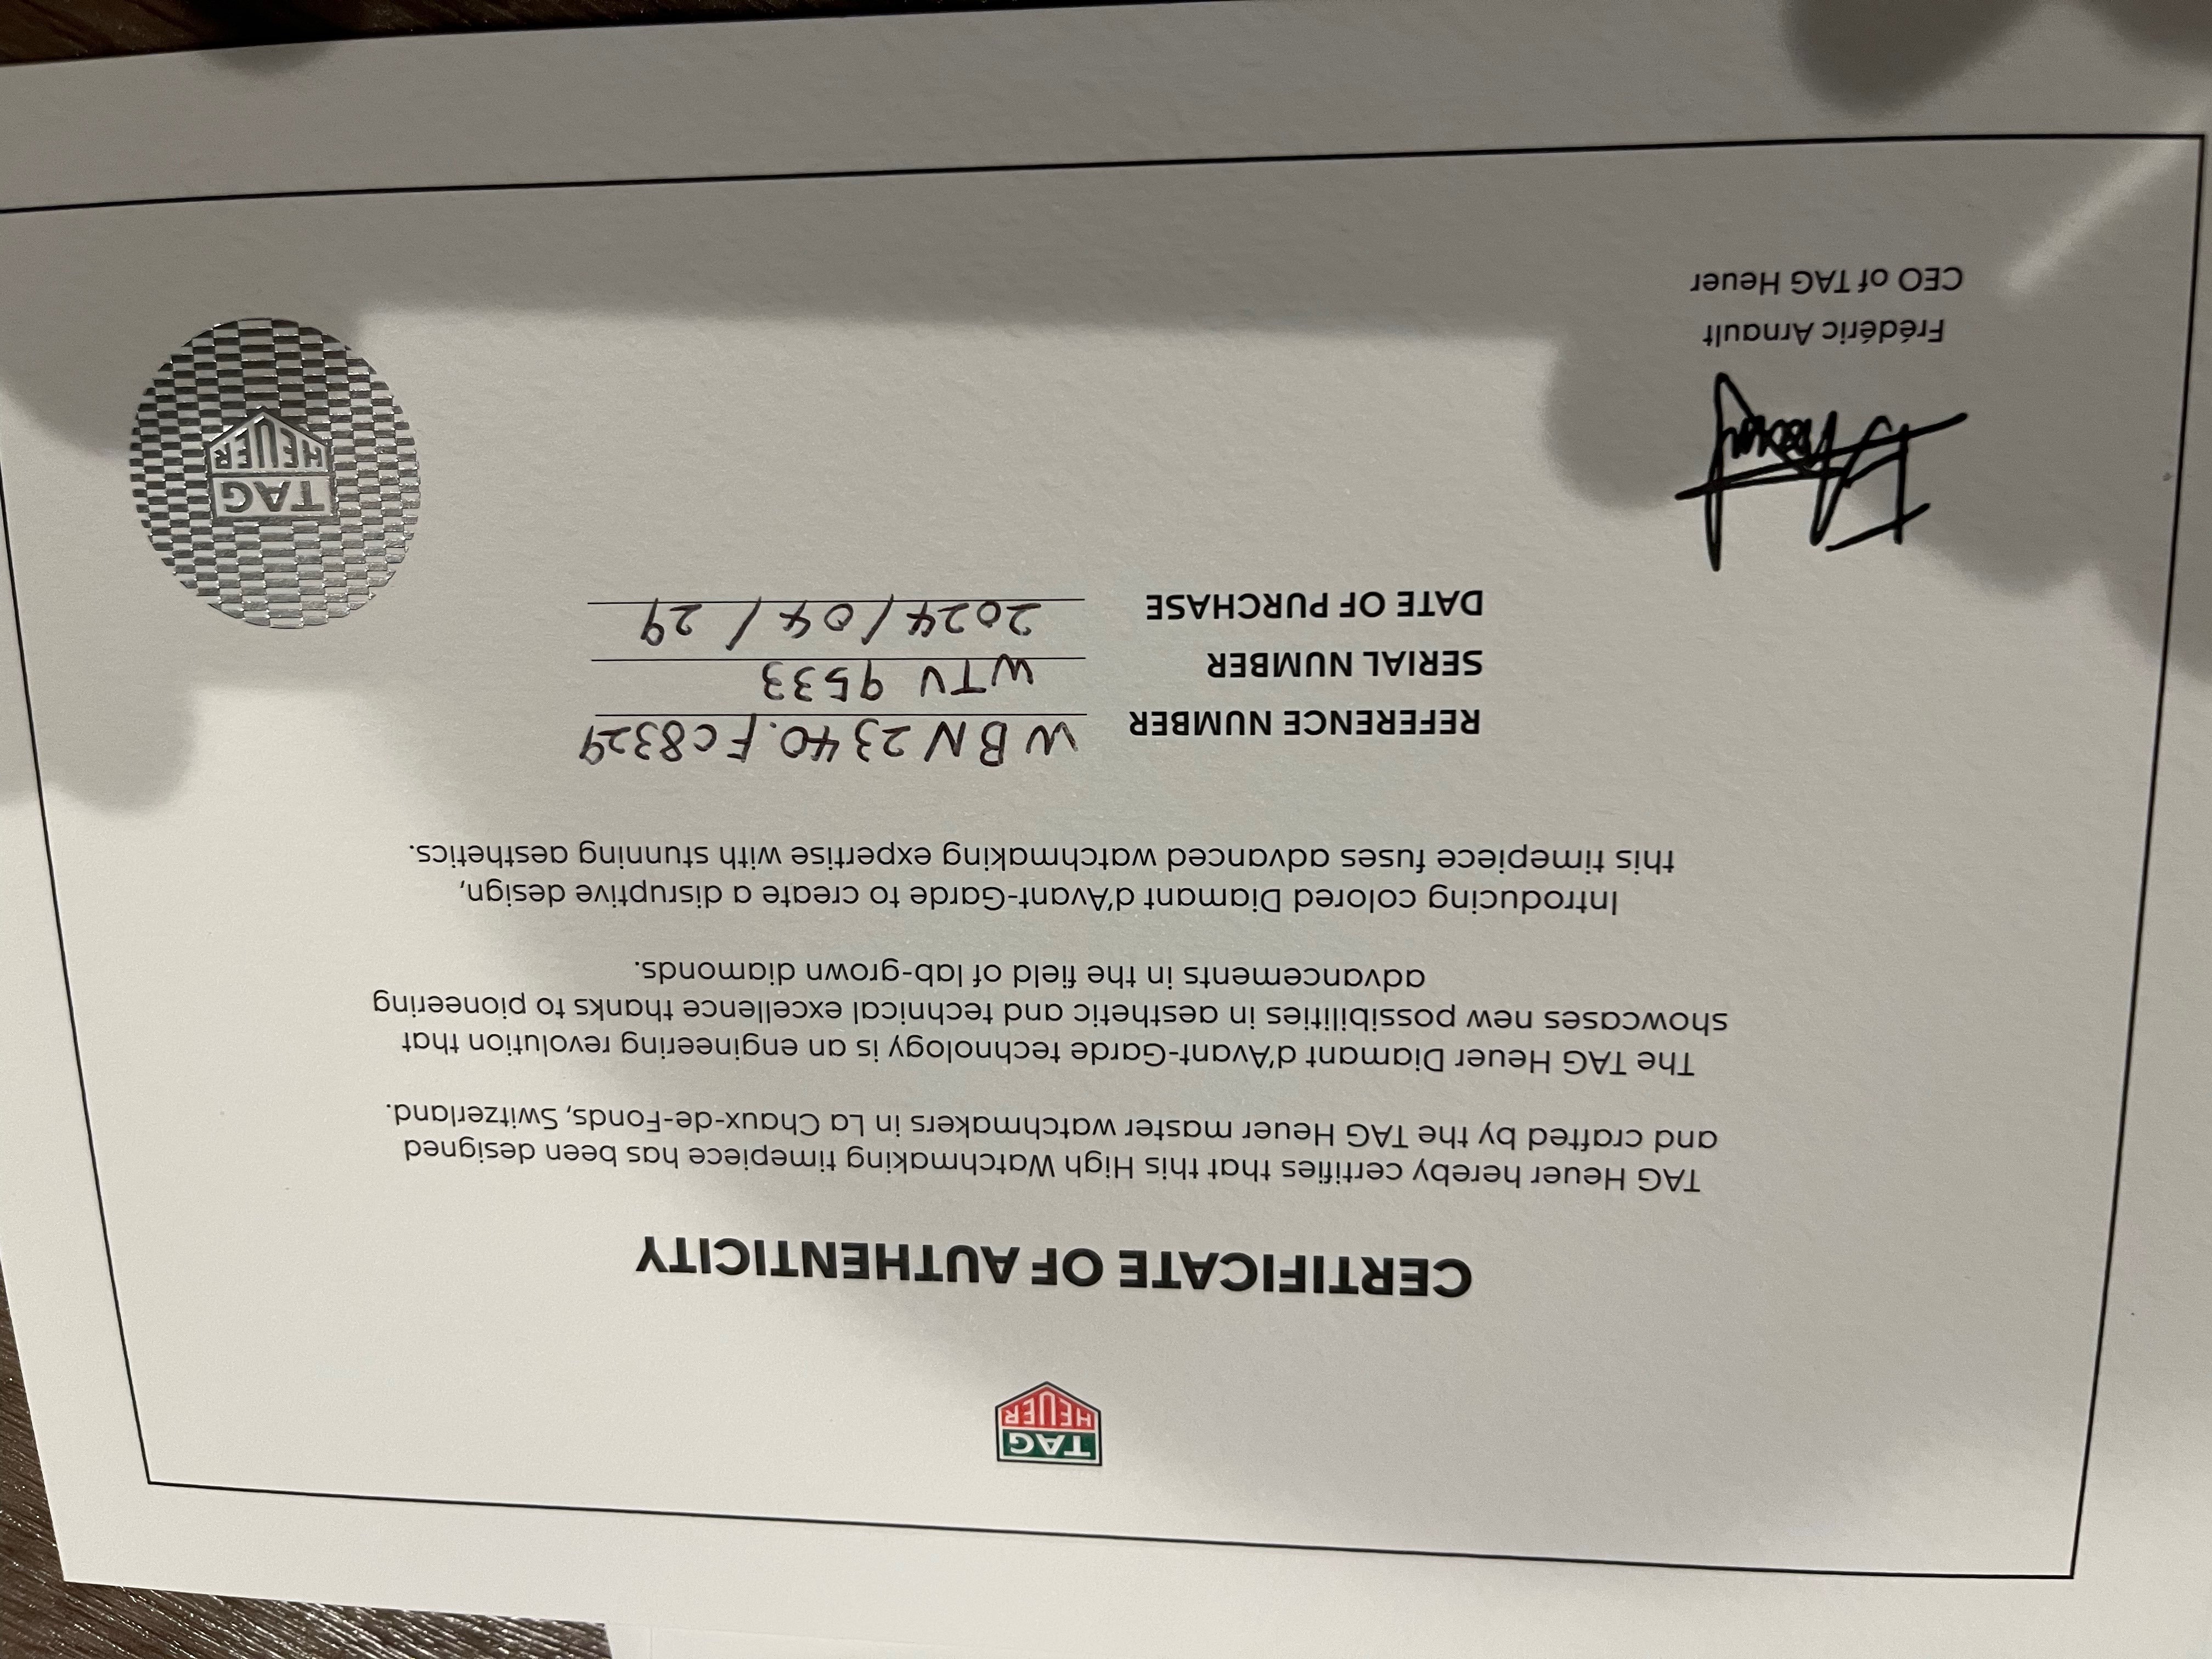 TAG
HEUER
CERTIFICATE OF AUTHENTICITY
TAG Heuer hereby certifies that this High Watchmaking timepiece has been designed
and crafted by the TAG Heuer master watchmakers in La Chaux-de-Fonds, Switzerland.
The TAG Heuer Diamant d'Avant-Garde technology is an engineering revolution that
showcases new possibilities in aesthetic and technical excellence thanks to pioneering
advancements in the field of lab-grown diamonds.
Introducing colored Diamant d'Avant-Garde to create a disruptive design,
this timepiece fuses advanced watchmaking expertise with stunning aesthetics.
REFERENCE NUMBER WBN2340.FC8329
SERIAL NUMBER WTV 9533
DATE OF PURCHASE 2024/04/29
Frédéric Arnault
CEO of TAG Heuer
TAG
HEUER